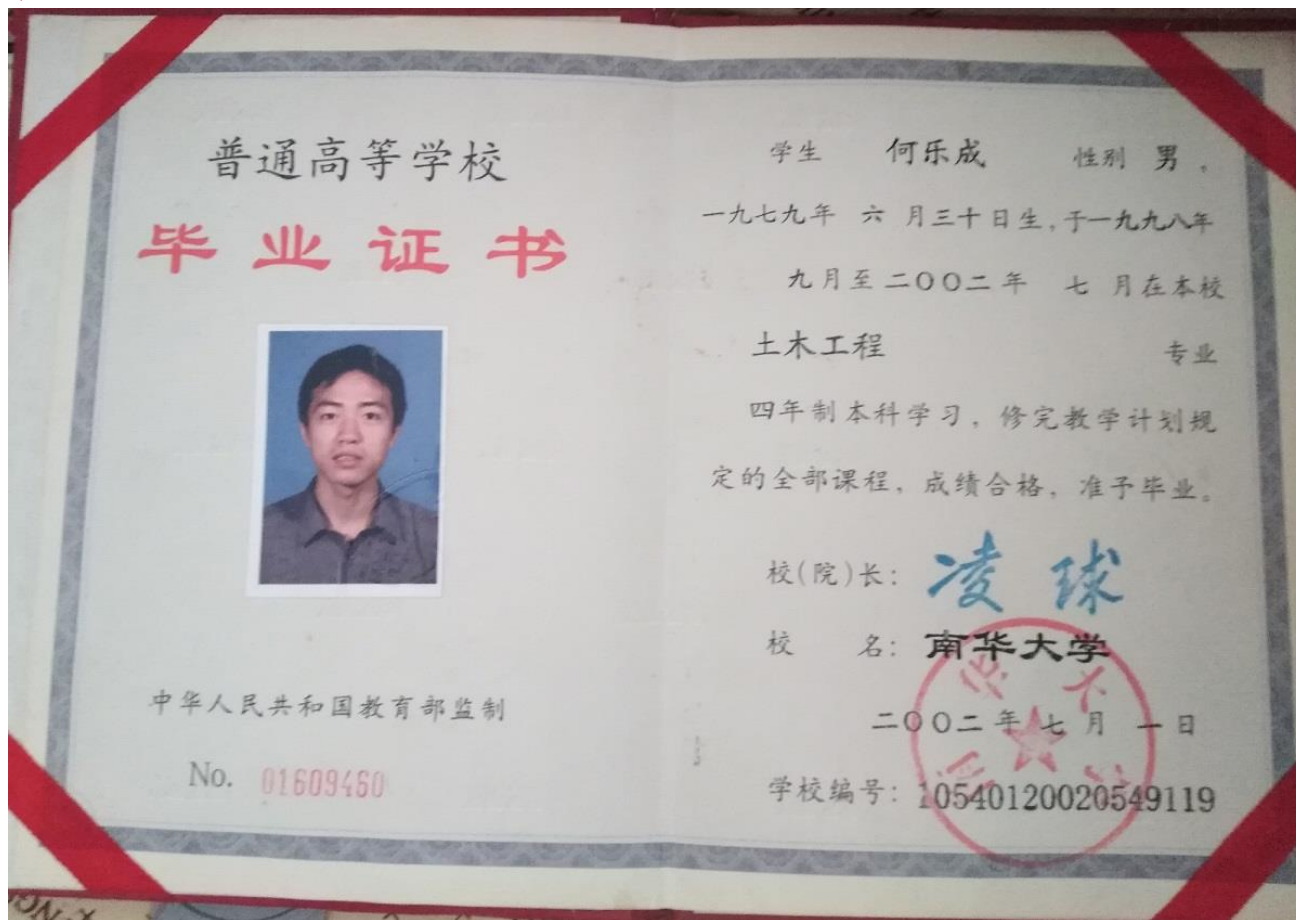 普通高等学校
毕业证书
中华人民共和国教育部监制
No. 01609460
学生 何乐成 性别 男,
一九七九年 六 月三十日生,于一九九八年
九月至二〇〇二年 七 月在本校
土木工程 专业
四年制本科学习,修完教学计划规
定的全部课程,成绩合格,准予毕业。
校(院)长: 凌球
校 名: 南华大学
二〇〇二年七月一日
学校编号: 10540120020549119